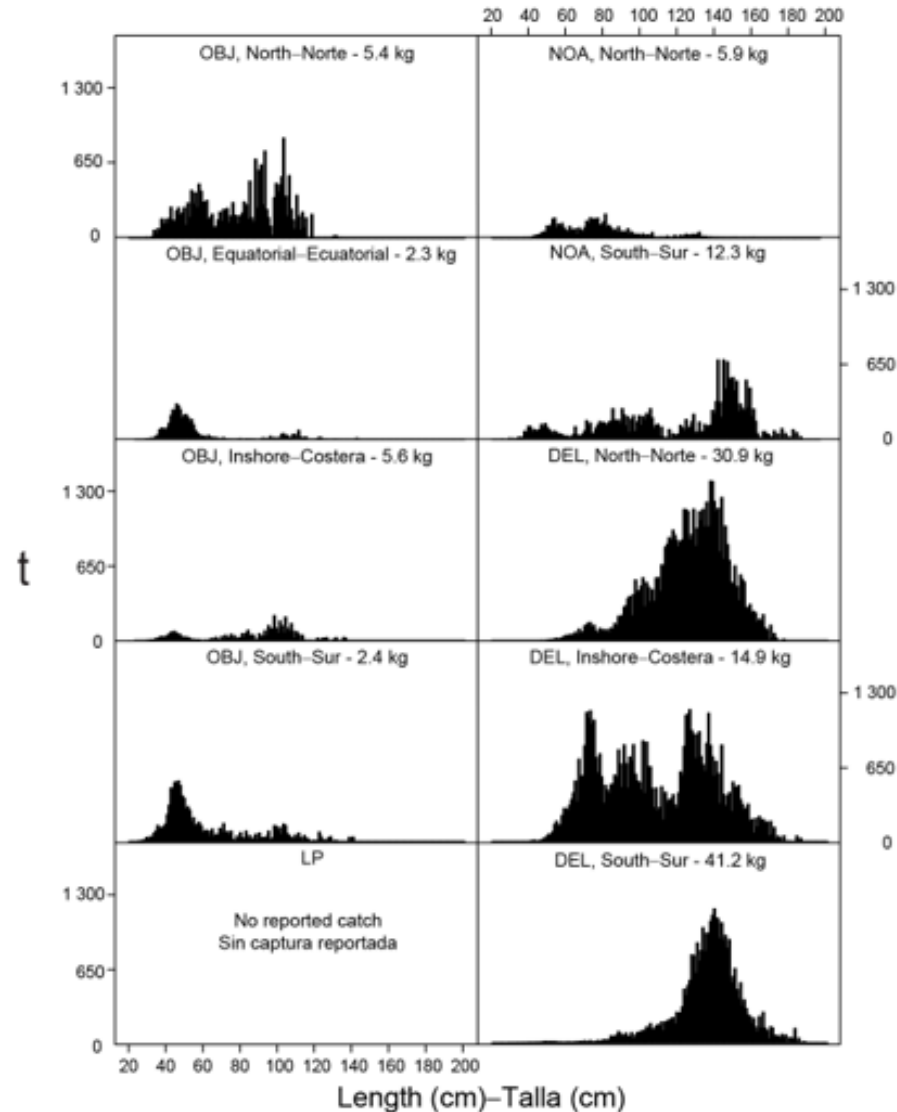 20 40 60 80 100 120 140 160 180 200
OBJ, North–Norte - 5.4 kg
NOA, North–Norte - 5.9 kg
1 300
650
0
OBJ, Equatorial–Ecuatorial - 2.3 kg
NOA, South–Sur - 12.3 kg
1 300
650
0
OBJ, Inshore–Costera - 5.6 kg
DEL, North–Norte - 30.9 kg
1 300
650
0
t
OBJ, South–Sur - 2.4 kg
DEL, Inshore–Costera - 14.9 kg
1 300
650
0
LP
DEL, South–Sur - 41.2 kg
1 300
No reported catch
Sin captura reportada
650
0
20 40 60 80 100 120 140 160 180 200
Length (cm)–Talla (cm)